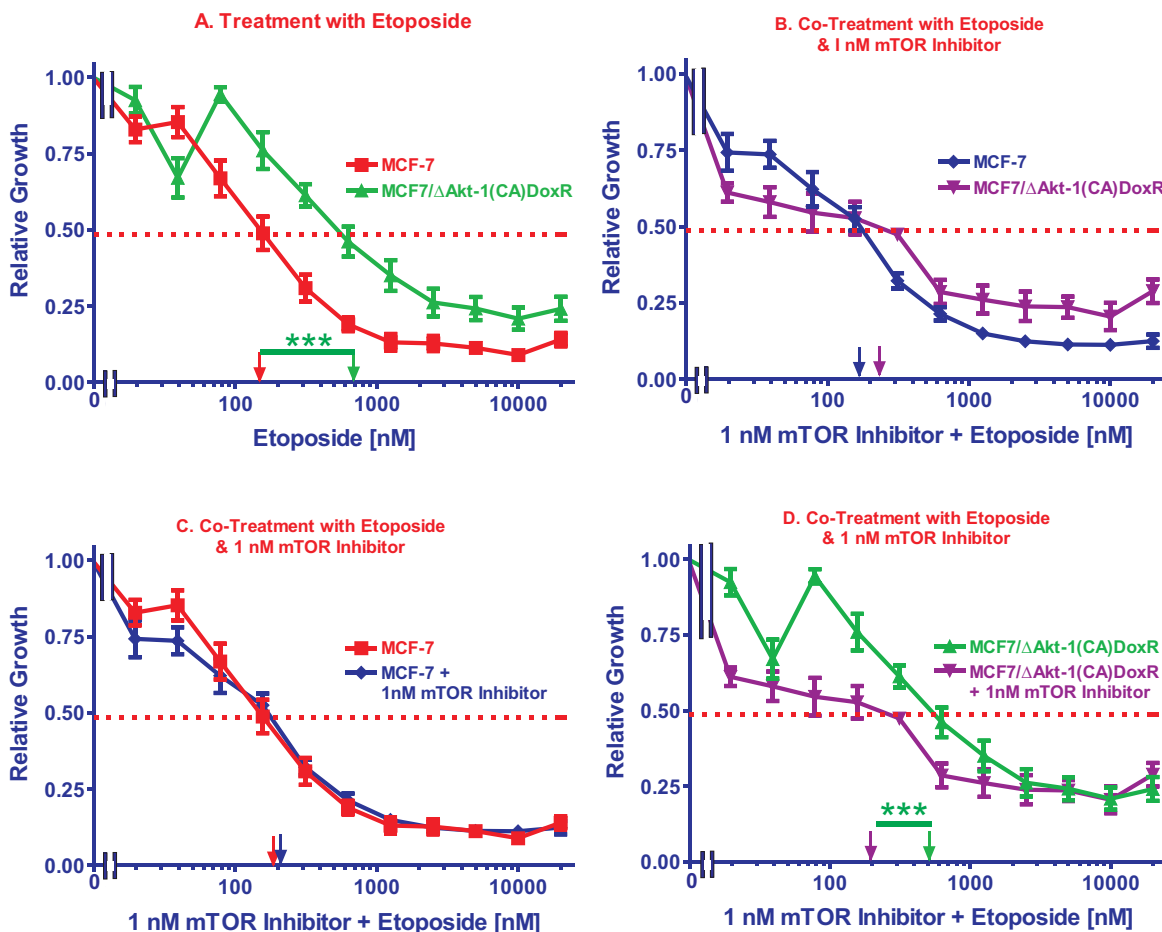 A. Treatment with Etoposide
1.00
0.75
0.50
0.25
0.00
Relative Growth
MCF-7
MCF7/ΔAkt-1(CA)DoxR
***
0
100
1000
10000
Etoposide [nM]
B. Co-Treatment with Etoposide
& I nM mTOR Inhibitor
1.00
0.75
0.50
0.25
0.00
Relative Growth
MCF-7
MCF7/ΔAkt-1(CA)DoxR
0
100
1000
10000
1 nM mTOR Inhibitor + Etoposide [nM]
C. Co-Treatment with Etoposide
& 1 nM mTOR Inhibitor
1.00
0.75
0.50
0.25
0.00
Relative Growth
MCF-7
MCF-7 +
1nM mTOR Inhibitor
0
100
1000
10000
1 nM mTOR Inhibitor + Etoposide [nM]
D. Co-Treatment with Etoposide
& 1 nM mTOR Inhibitor
1.00
0.75
0.50
0.25
0.00
Relative Growth
MCF7/ΔAkt-1(CA)DoxR
MCF7/ΔAkt-1(CA)DoxR
+ 1nM mTOR Inhibitor
***
0
100
1000
10000
1 nM mTOR Inhibitor + Etoposide [nM]